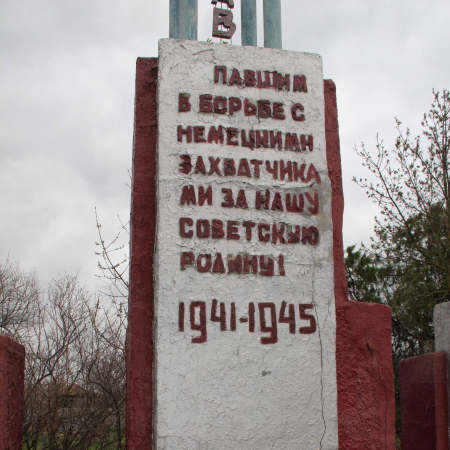 В
ПАВШИМ
В БОРЬБЕ С
НЕМЕЦКИМИ
ЗАХВАТЧИКА
МИ ЗА НАШУ
СОВЕТСКУЮ
РОДИНУ!
1941-1945